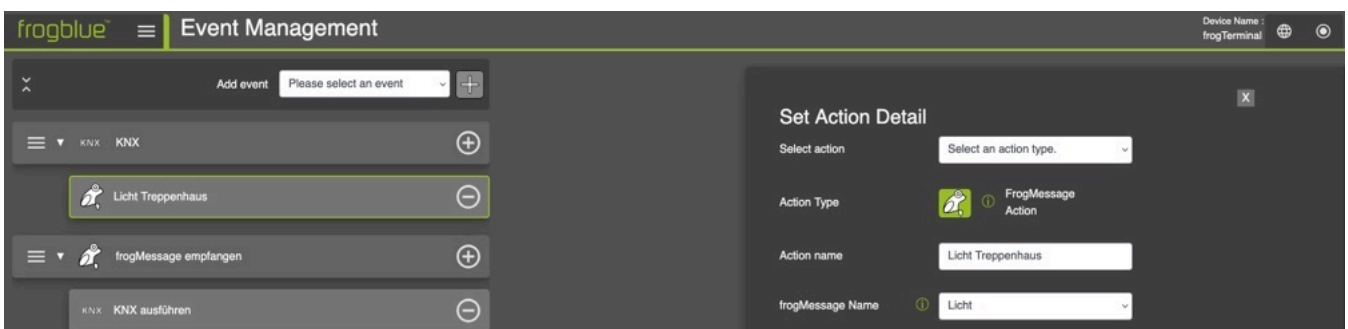 frogblue
Event Management
Device Name :
frogTerminal
Add event
Please select an event
KNX KNX
Licht Treppenhaus
frogMessage empfangen
KNX KNX ausführen
X
Set Action Detail
Select action
Select an action type.
Action Type
FrogMessage
Action
Action name
Licht Treppenhaus
frogMessage Name
Licht